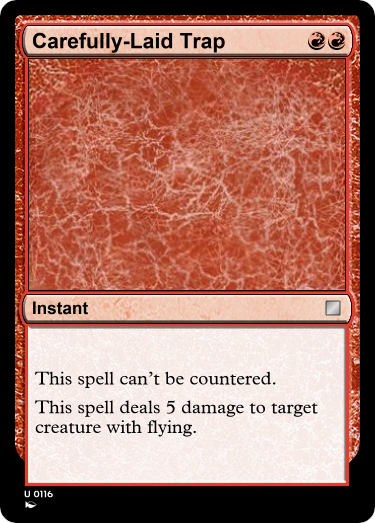 Carefully-Laid Trap
Instant
This spell can't be countered.
This spell deals 5 damage to target
creature with flying.
U 0116